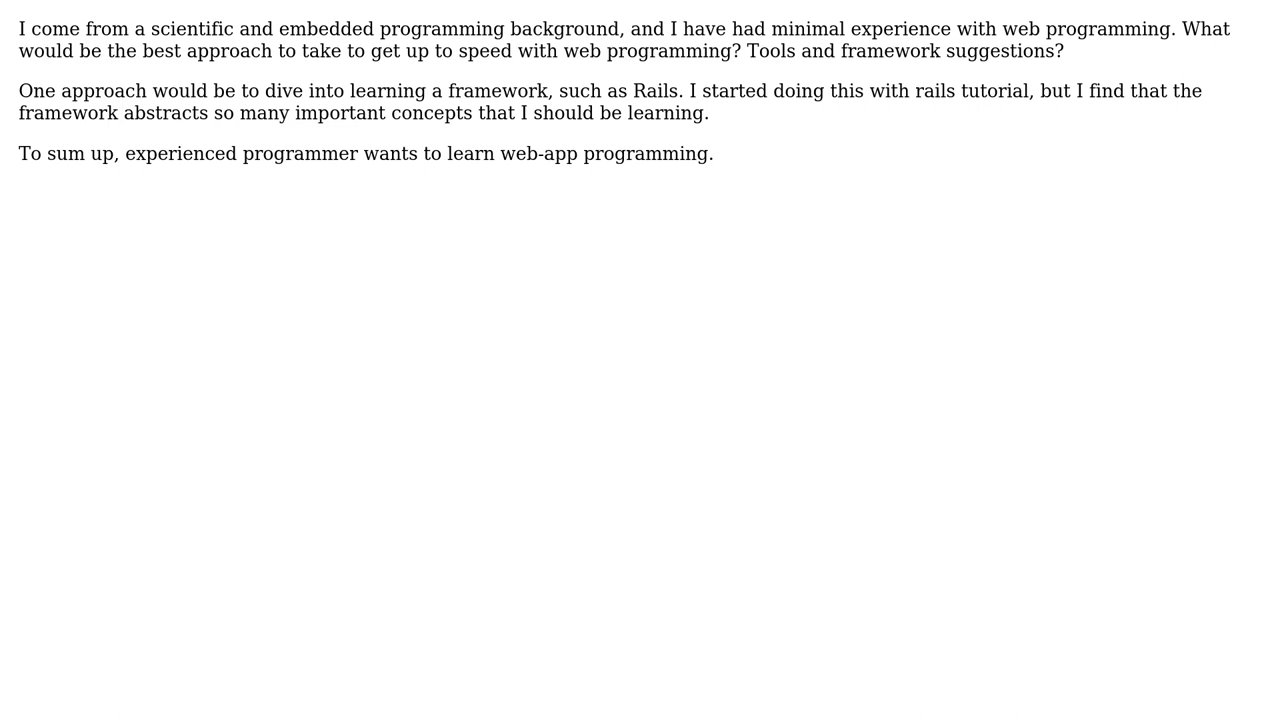 I come from a scientific and embedded programming background, and I have had minimal experience with web programming. What
would be the best approach to take to get up to speed with web programming? Tools and framework suggestions?
One approach would be to dive into learning a framework, such as Rails. I started doing this with rails tutorial, but I find that the
framework abstracts so many important concepts that I should be learning.
To sum up, experienced programmer wants to learn web-app programming.